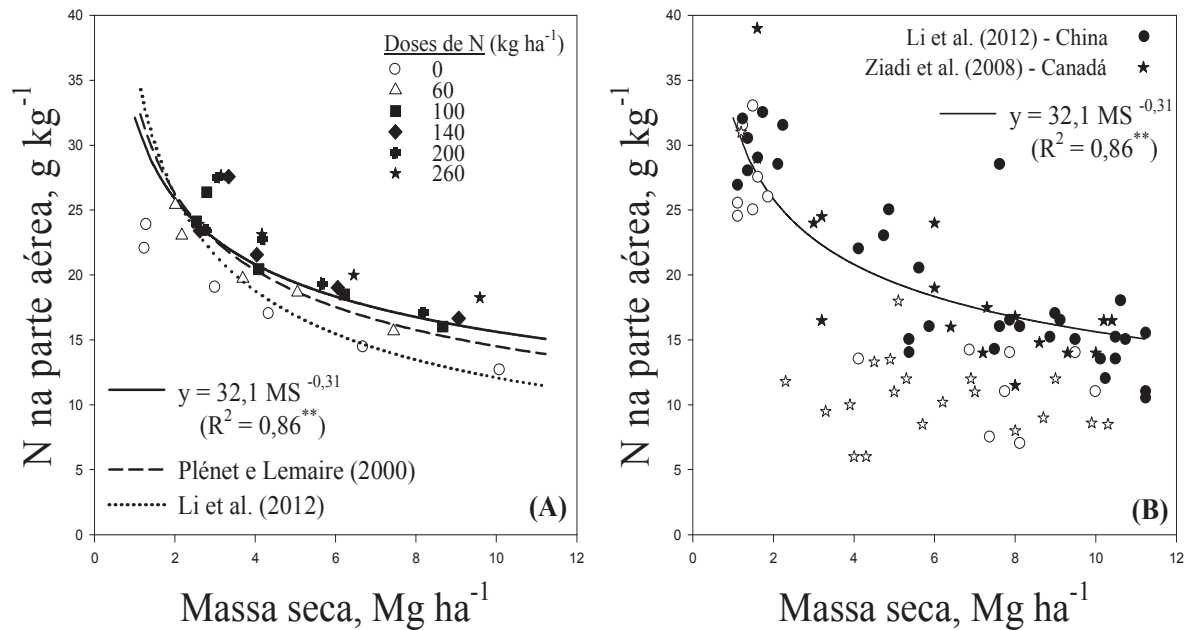 N na parte aérea, g kg-1
40
35
30
25
20
15
10
5
0
Doses de N (kg ha-1)
0
60
100
140
200
260
y = 32,1 MS -0,31
(R2 = 0,86**)
Plénet e Lemaire (2000)
Li et al. (2012)
(A)
0 2 4 6 8 10 12
Massa seca, Mg ha-1
N na parte aérea, g kg-1
40
35
30
25
20
15
10
5
0
Li et al. (2012) - China
Ziadi et al. (2008) - Canadá
y = 32,1 MS -0,31
(R2 = 0,86**)
(B)
0 2 4 6 8 10 12
Massa seca, Mg ha-1